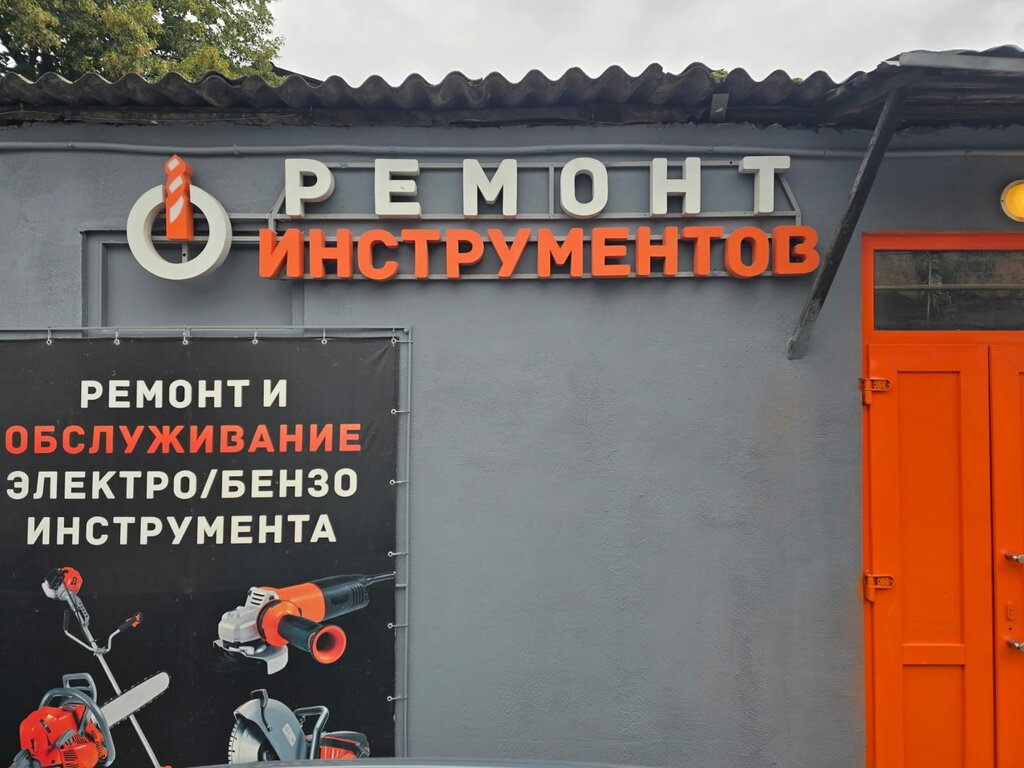 РЕМОНТ
ИНСТРУМЕНТОВ
РЕМОНТ И
ОБСЛУЖИВАНИЕ
ЭЛЕКТРО/БЕНЗО
ИНСТРУМЕНТА